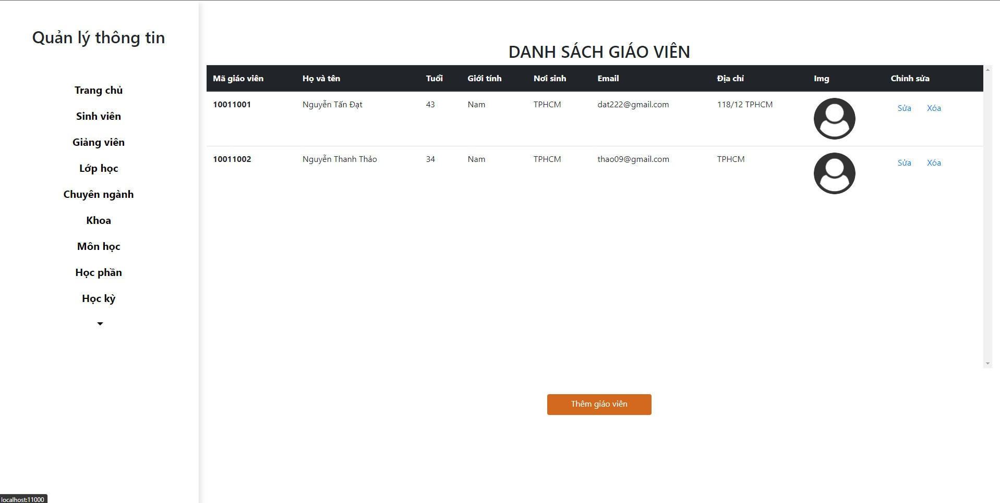 Quản lý thông tin
Trang chủ
Sinh viên
Giảng viên
Lớp học
Chuyên ngành
Khoa
Môn học
Học phần
Học kỳ
DANH SÁCH GIÁO VIÊN
Mã giáo viên Họ và tên Tuổi Giới tính Nơi sinh Email Địa chỉ Img Chỉnh sửa
10011001 Nguyễn Tấn Đạt 43 Nam TPHCM dat222@gmail.com 118/12 TPHCM Sửa Xóa
10011002 Nguyễn Thanh Thảo 34 Nam TPHCM thao09@gmail.com TPHCM Sửa Xóa
Thêm giáo viên
localhost:11000